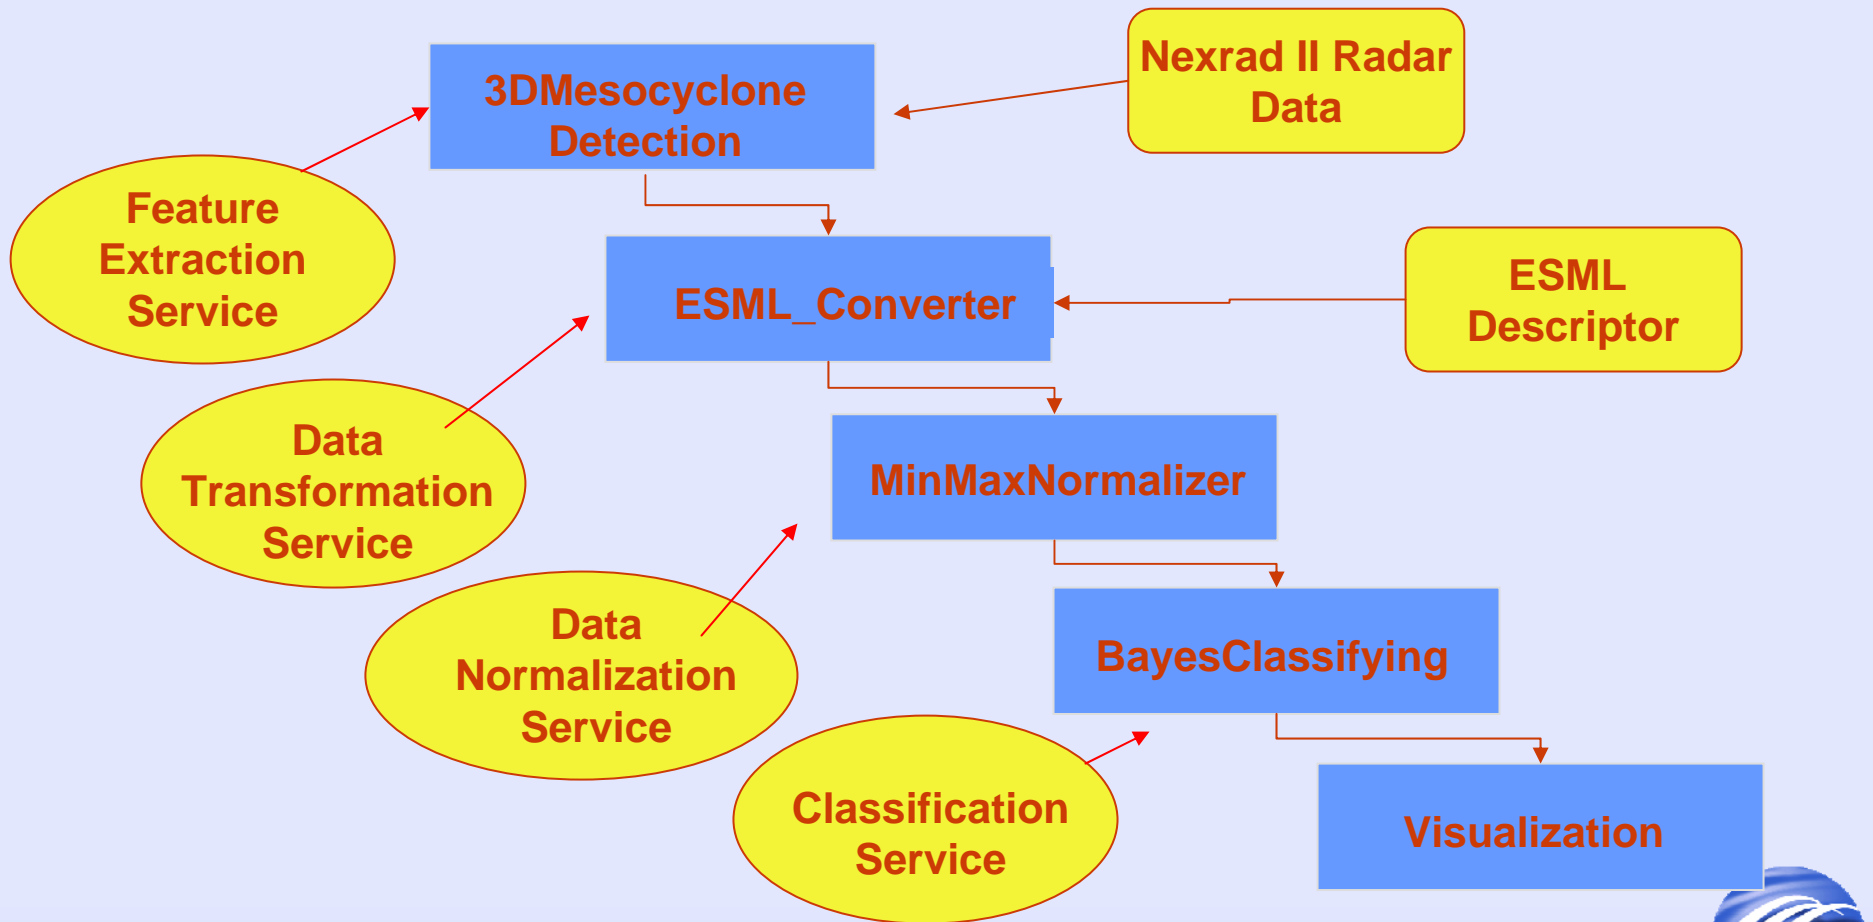 3DMesocyclone
Detection
Nexrad II Radar
Data
Feature
Extraction
Service
ESML_Converter
ESML
Descriptor
Data
Transformation
Service
MinMaxNormalizer
Data
Normalization
Service
BayesClassifying
Classification
Service
Visualization